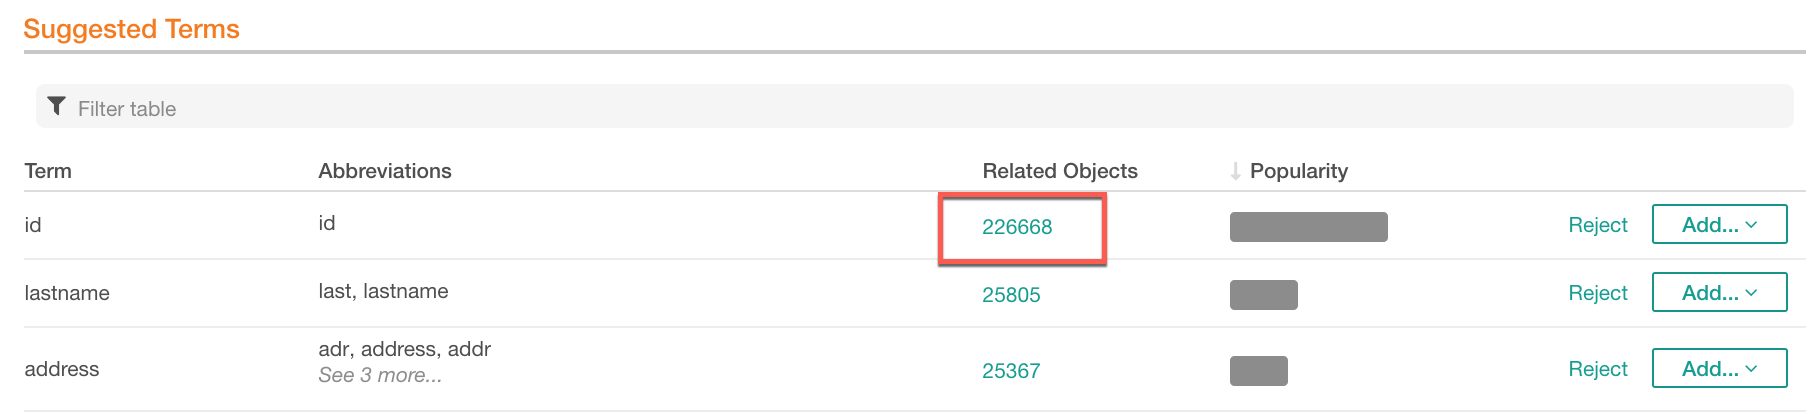 Suggested Terms
Filter table
Term Abbreviations Related Objects Popularity
id id 226668 Reject Add...
lastname last, lastname 25805 Reject Add...
address adr, address, addr 25367 Reject Add...
See 3 more...